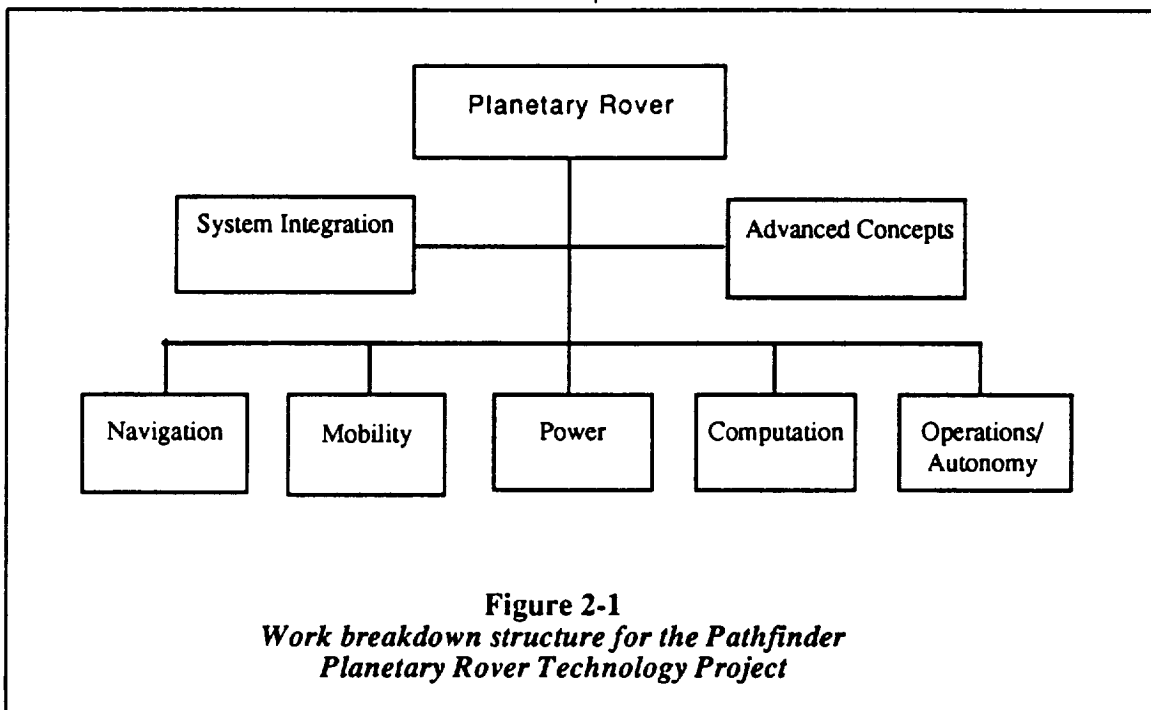 Planetary Rover
System Integration
Advanced Concepts
Navigation
Mobility
Power
Computation
Operations/
Autonomy
Figure 2-1
Work breakdown structure for the Pathfinder
Planetary Rover Technology Project